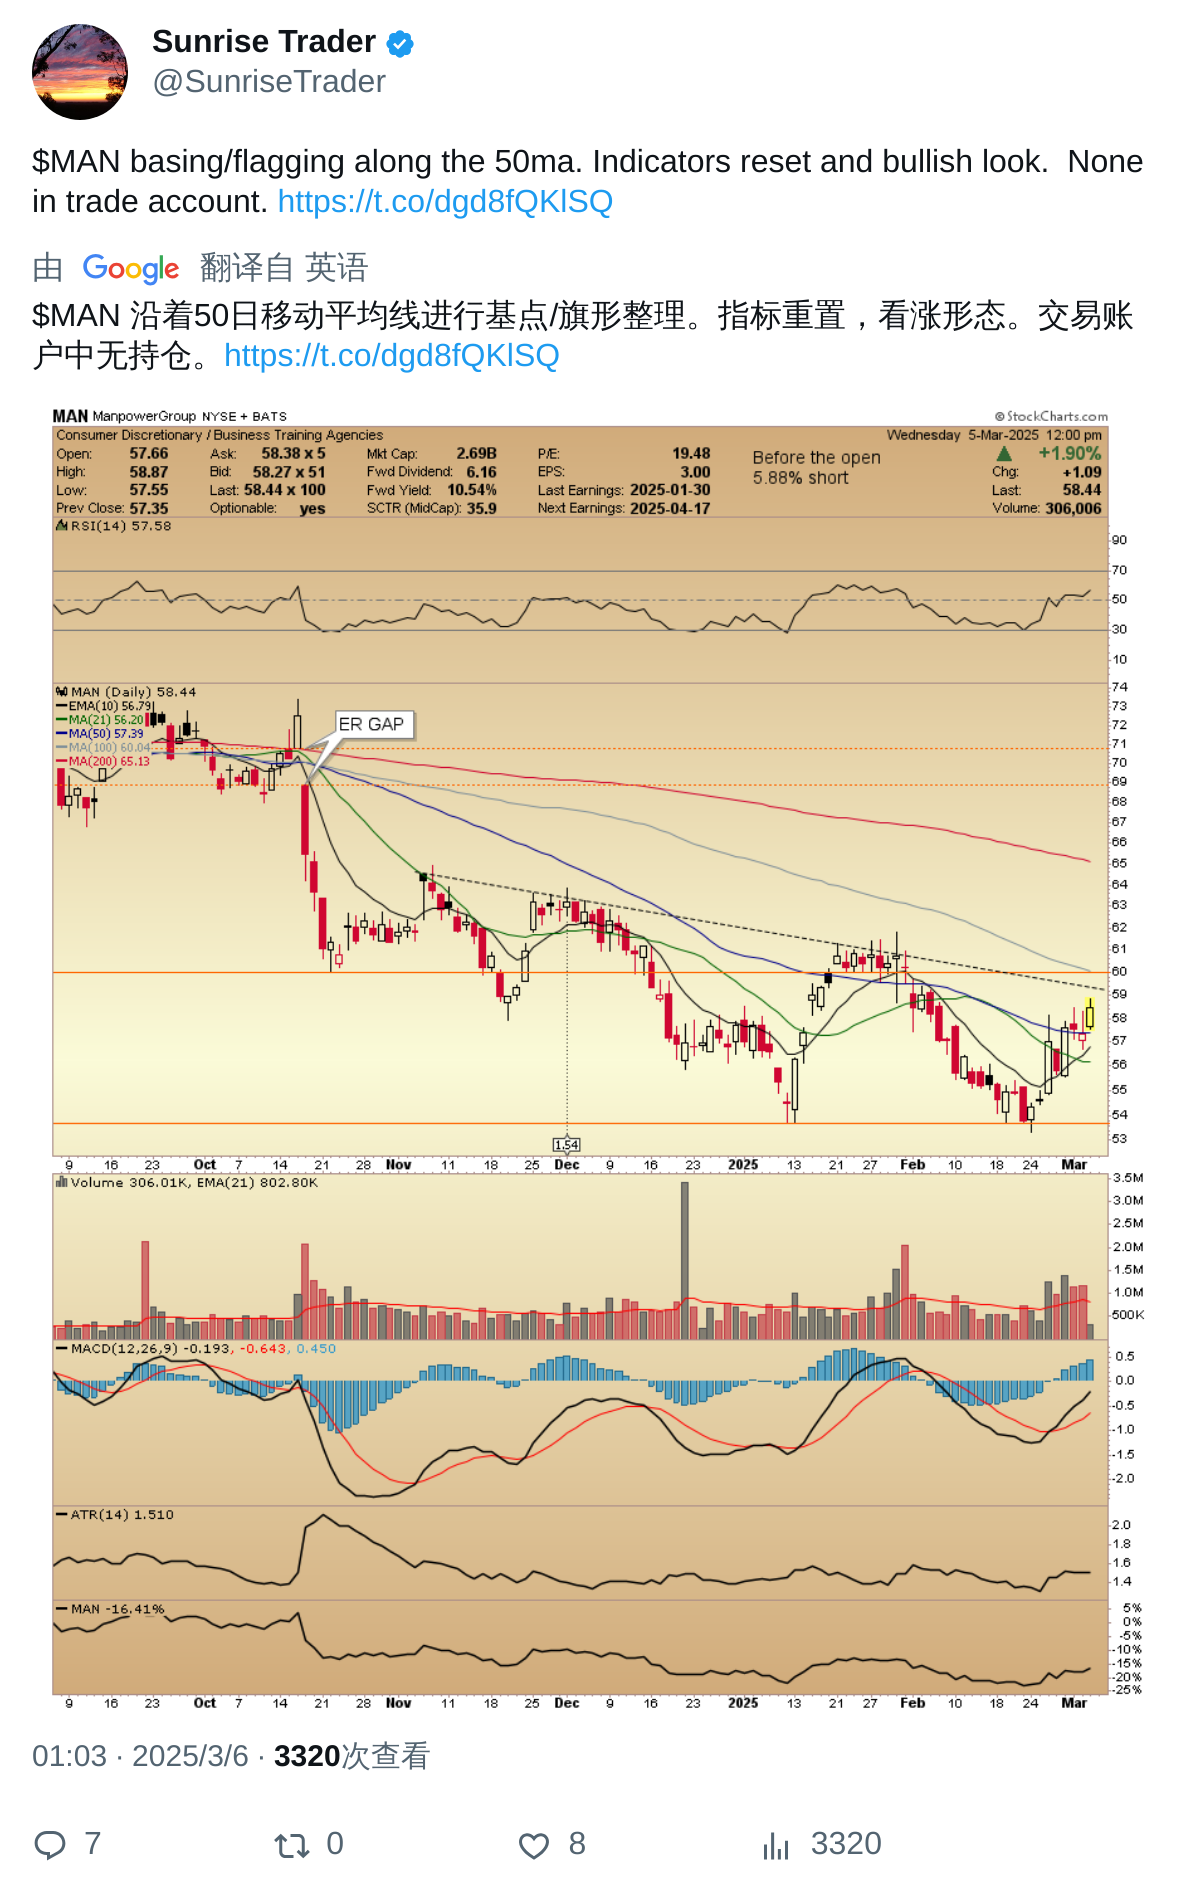 Sunrise Trader
@SunriseTrader
$MAN basing/flagging along the 50ma. Indicators reset and bullish look.  None
in trade account. https://t.co/dgd8fQKlSQ
由 Google 翻译自 英语
$MAN 沿着50日移动平均线进行基点/旗形整理。指标重置，看涨形态。交易账
户中无持仓。https://t.co/dgd8fQKlSQ
MAN ManpowerGroup NYSE + BATS © StockCharts.com
Consumer Discretionary / Business Training Agencies Wednesday 5-Mar-2025 12:00 pm
Open: 57.66 Ask: 58.38 x 5 Mkt Cap: 2.69B P/E: 19.48 Before the open ▲ +1.90%
High: 58.87 Bid: 58.27 x 51 Fwd Dividend: 6.16 EPS: 3.00 5.88% short Chg: +1.09
Low: 57.55 Last: 58.44 x 100 Fwd Yield: 10.54% Last Earnings: 2025-01-30 Last: 58.44
Prev Close: 57.35 Optionable: yes SCTR (MidCap): 35.9 Next Earnings: 2025-04-17 Volume: 306,006
RSI(14) 57.58
90
70
50
30
10
MAN (Daily) 58.44
EMA(10) 56.79
MA(21) 56.20
MA(50) 57.39
MA(100) 60.04
MA(200) 65.13
ER GAP
74
73
72
71
70
69
68
67
66
65
64
63
62
61
60
59
58
57
56
55
54
53
1.54
9 16 23 Oct 7 14 21 28 Nov 11 18 25 Dec 9 16 23 2025 13 21 27 Feb 10 18 24 Mar
Volume 306.01K, EMA(21) 802.80K
3.5M
3.0M
2.5M
2.0M
1.5M
1.0M
500K
MACD(12,26,9) -0.193, -0.643, 0.450
0.5
0.0
-0.5
-1.0
-1.5
-2.0
ATR(14) 1.510
2.0
1.8
1.6
1.4
MAN -16.41%
5%
0%
-5%
-10%
-15%
-20%
-25%
9 16 23 Oct 7 14 21 28 Nov 11 18 25 Dec 9 16 23 2025 13 21 27 Feb 10 18 24 Mar
01:03 · 2025/3/6 · 3320次查看
7 0 8 3320